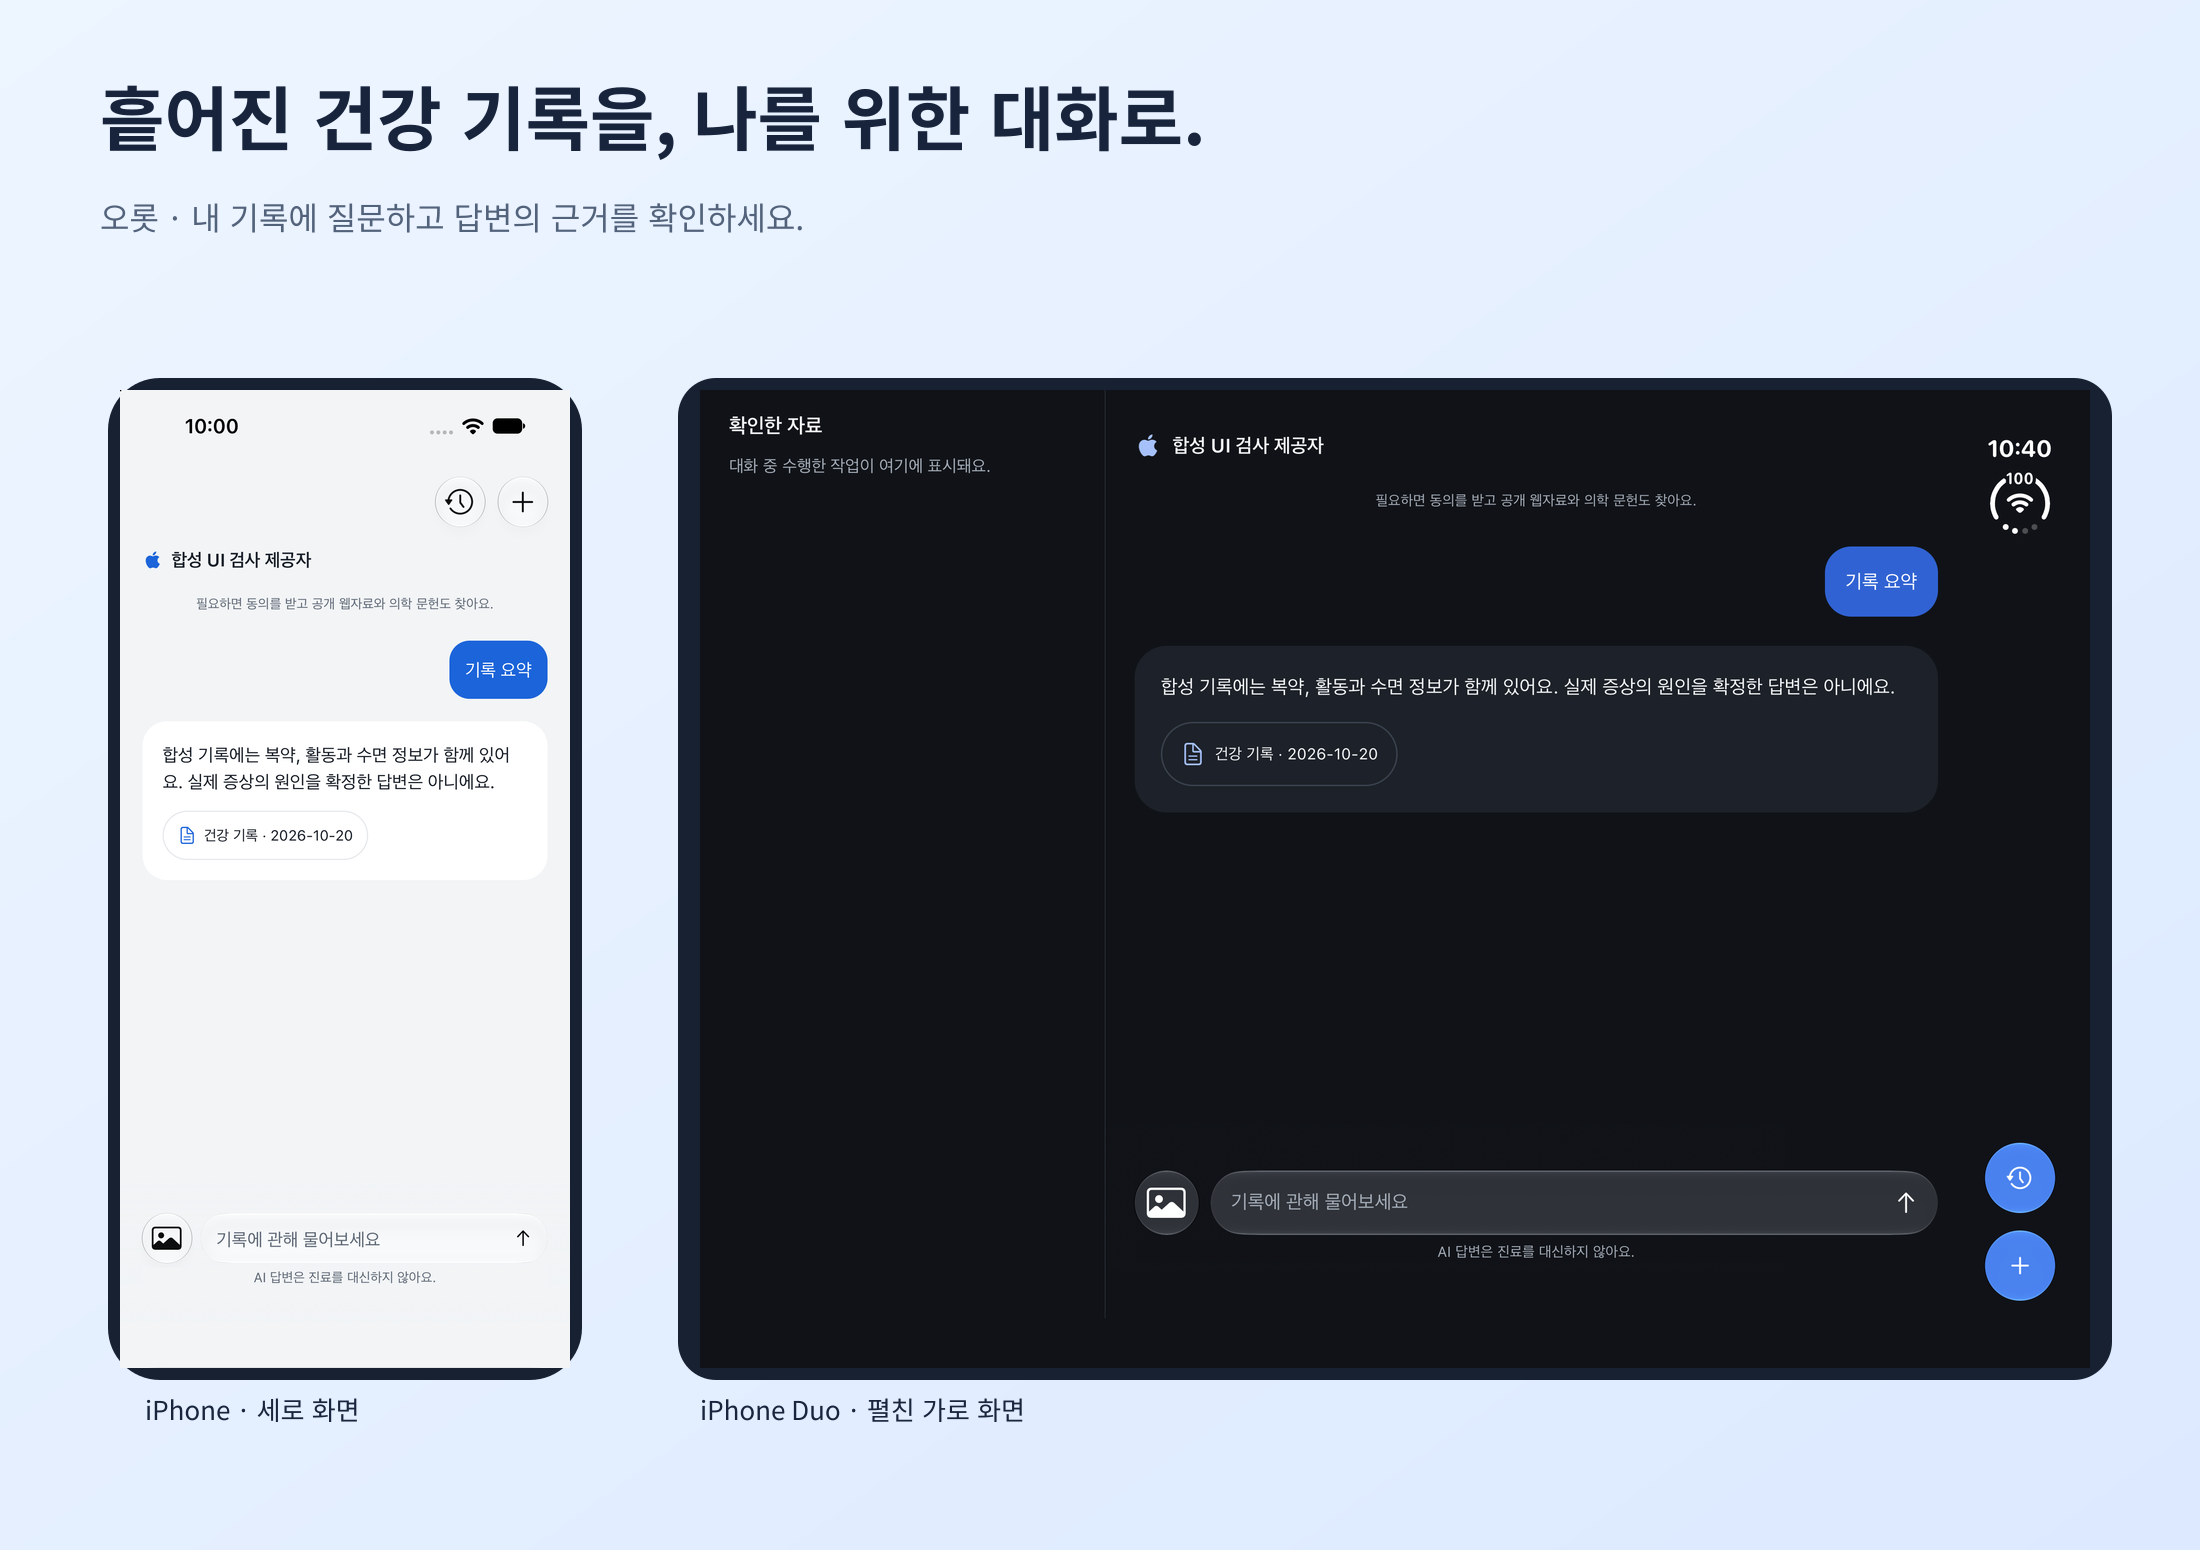 흩어진 건강 기록을, 나를 위한 대화로.
오롯 · 내 기록에 질문하고 답변의 근거를 확인하세요.
10:00
합성 UI 검사 제공자
필요하면 동의를 받고 공개 웹자료와 의학 문헌도 찾아요.
기록 요약
합성 기록에는 복약, 활동과 수면 정보가 함께 있어
요. 실제 증상의 원인을 확정한 답변은 아니에요.
건강 기록 · 2026-10-20
기록에 관해 물어보세요
AI 답변은 진료를 대신하지 않아요.
iPhone · 세로 화면
확인한 자료
대화 중 수행한 작업이 여기에 표시돼요.
합성 UI 검사 제공자
10:40
100
필요하면 동의를 받고 공개 웹자료와 의학 문헌도 찾아요.
기록 요약
합성 기록에는 복약, 활동과 수면 정보가 함께 있어요. 실제 증상의 원인을 확정한 답변은 아니에요.
건강 기록 · 2026-10-20
기록에 관해 물어보세요
AI 답변은 진료를 대신하지 않아요.
iPhone Duo · 펼친 가로 화면